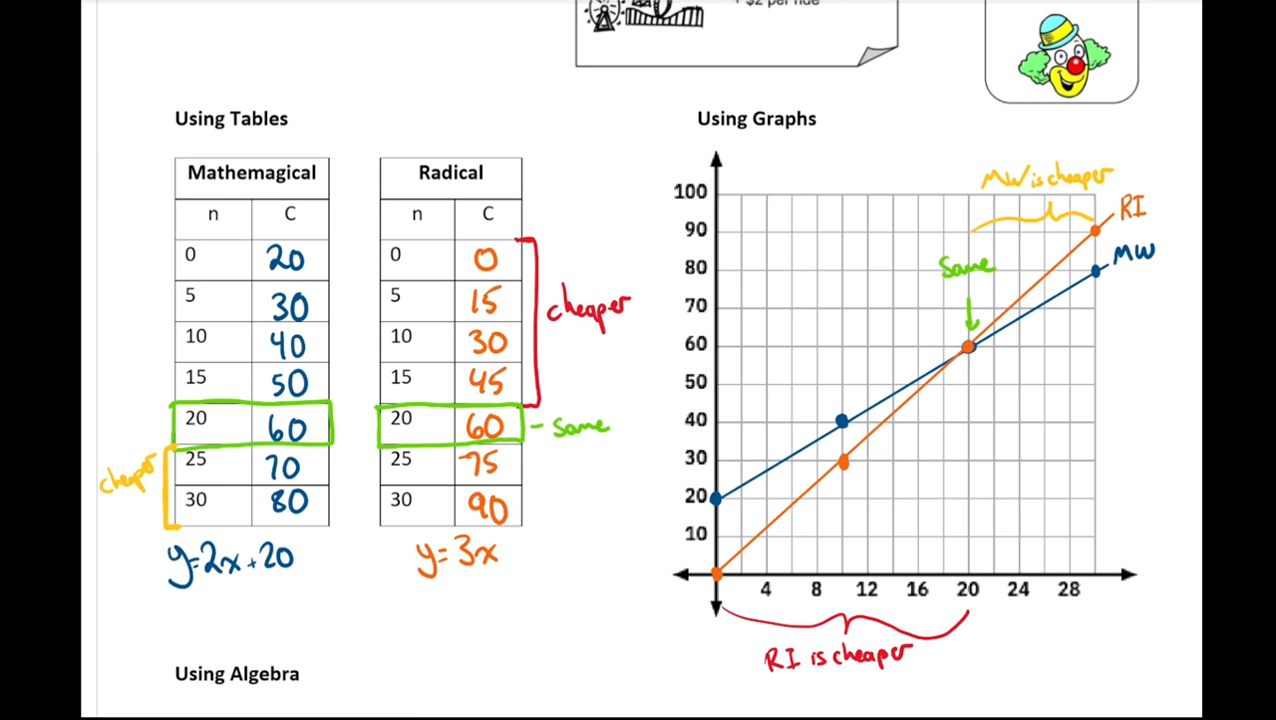 + $2 per ride
Using Tables
Using Graphs
Mathemagical
n C
0 20
5 30
10 40
15 50
20 60
25 70
30 80
cheaper
y=2x+20
Radical
n C
0 0
5 15
10 30
15 45
20 60
25 75
30 90
cheaper
- same
y=3x
MW is cheaper
RI
MW
Same
100
90
80
70
60
50
40
30
20
10
4 8 12 16 20 24 28
RI is cheaper
Using Algebra